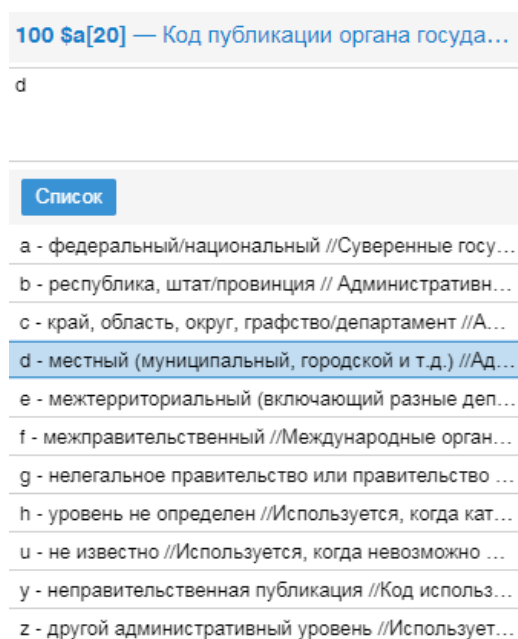 100 $a[20] — Код публикации органа госуда...
d
Список
a - федеральный/национальный //Суверенные госу...
b - республика, штат/провинция // Административн...
c - край, область, округ, графство/департамент //А...
d - местный (муниципальный, городской и т.д.) //Ад...
e - межтерриториальный (включающий разные деп...
f - межправительственный //Международные орган...
g - нелегальное правительство или правительство ...
h - уровень не определен //Используется, когда кат...
u - не известно //Используется, когда невозможно ...
y - неправительственная публикация //Код использ...
z - другой административный уровень //Использует...